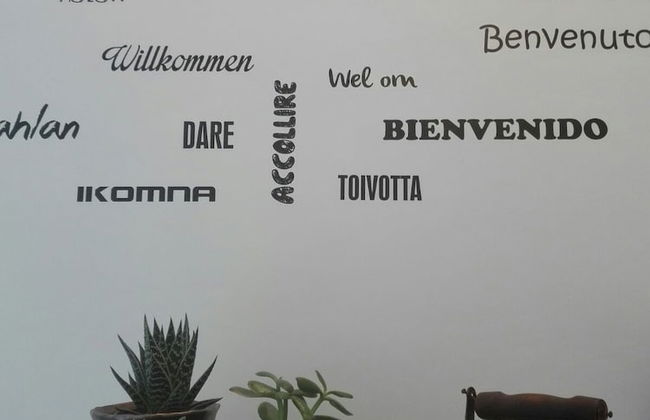 Benvenuto
Willkommen
Wel om
ahlan
DARE
ACCOLLIRE
BIENVENIDO
IKOMNA
TOIVOTTA